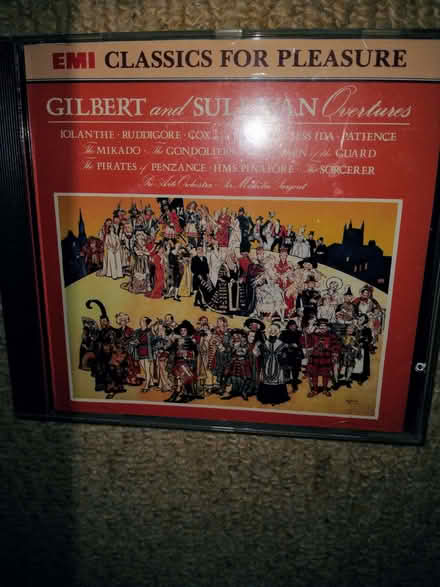 EMI CLASSICS FOR PLEASURE
GILBERT and SULLIVAN Overtures
IOLANTHE · RUDDIGORE · COX · PATIENCE
The MIKADO · The GONDOLIERS of the GUARD
The PIRATES of PENZANCE · HMS PINAFORE · The SORCERER
Pro Arte Orchestra · Sir Malcolm Sargent